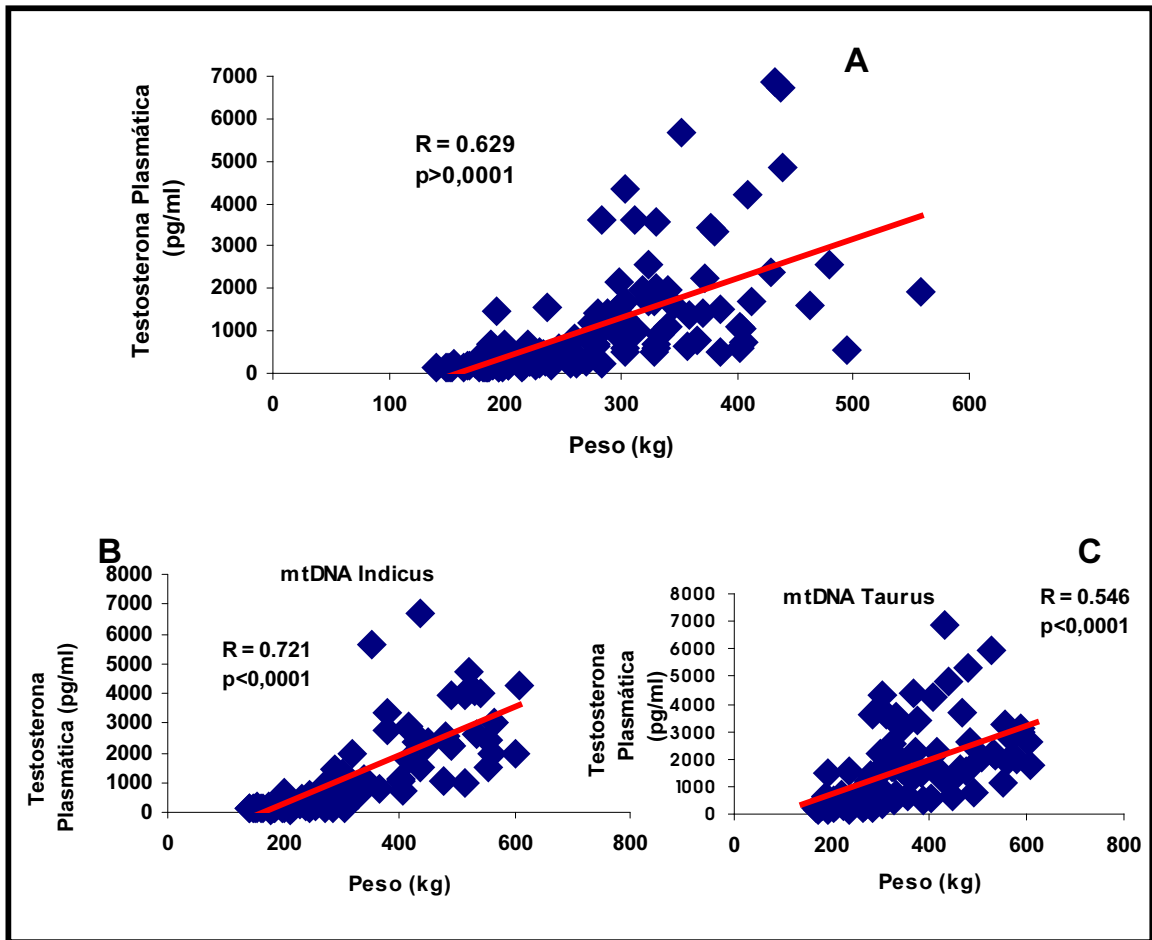 A
Testosterona Plasmática
(pg/ml)
7000
6000
5000
4000
3000
2000
1000
0
R = 0.629
p>0,0001
0 100 200 300 400 500 600
Peso (kg)
B
mtDNA Indicus
Testosterona
Plasmática (pg/ml)
8000
7000
6000
5000
4000
3000
2000
1000
0
R = 0.721
p<0,0001
0 200 400 600 800
Peso (kg)
C
mtDNA Taurus
R = 0.546
p<0,0001
Testosterona
Plasmática
(pg/ml)
8000
7000
6000
5000
4000
3000
2000
1000
0
0 200 400 600 800
Peso (kg)